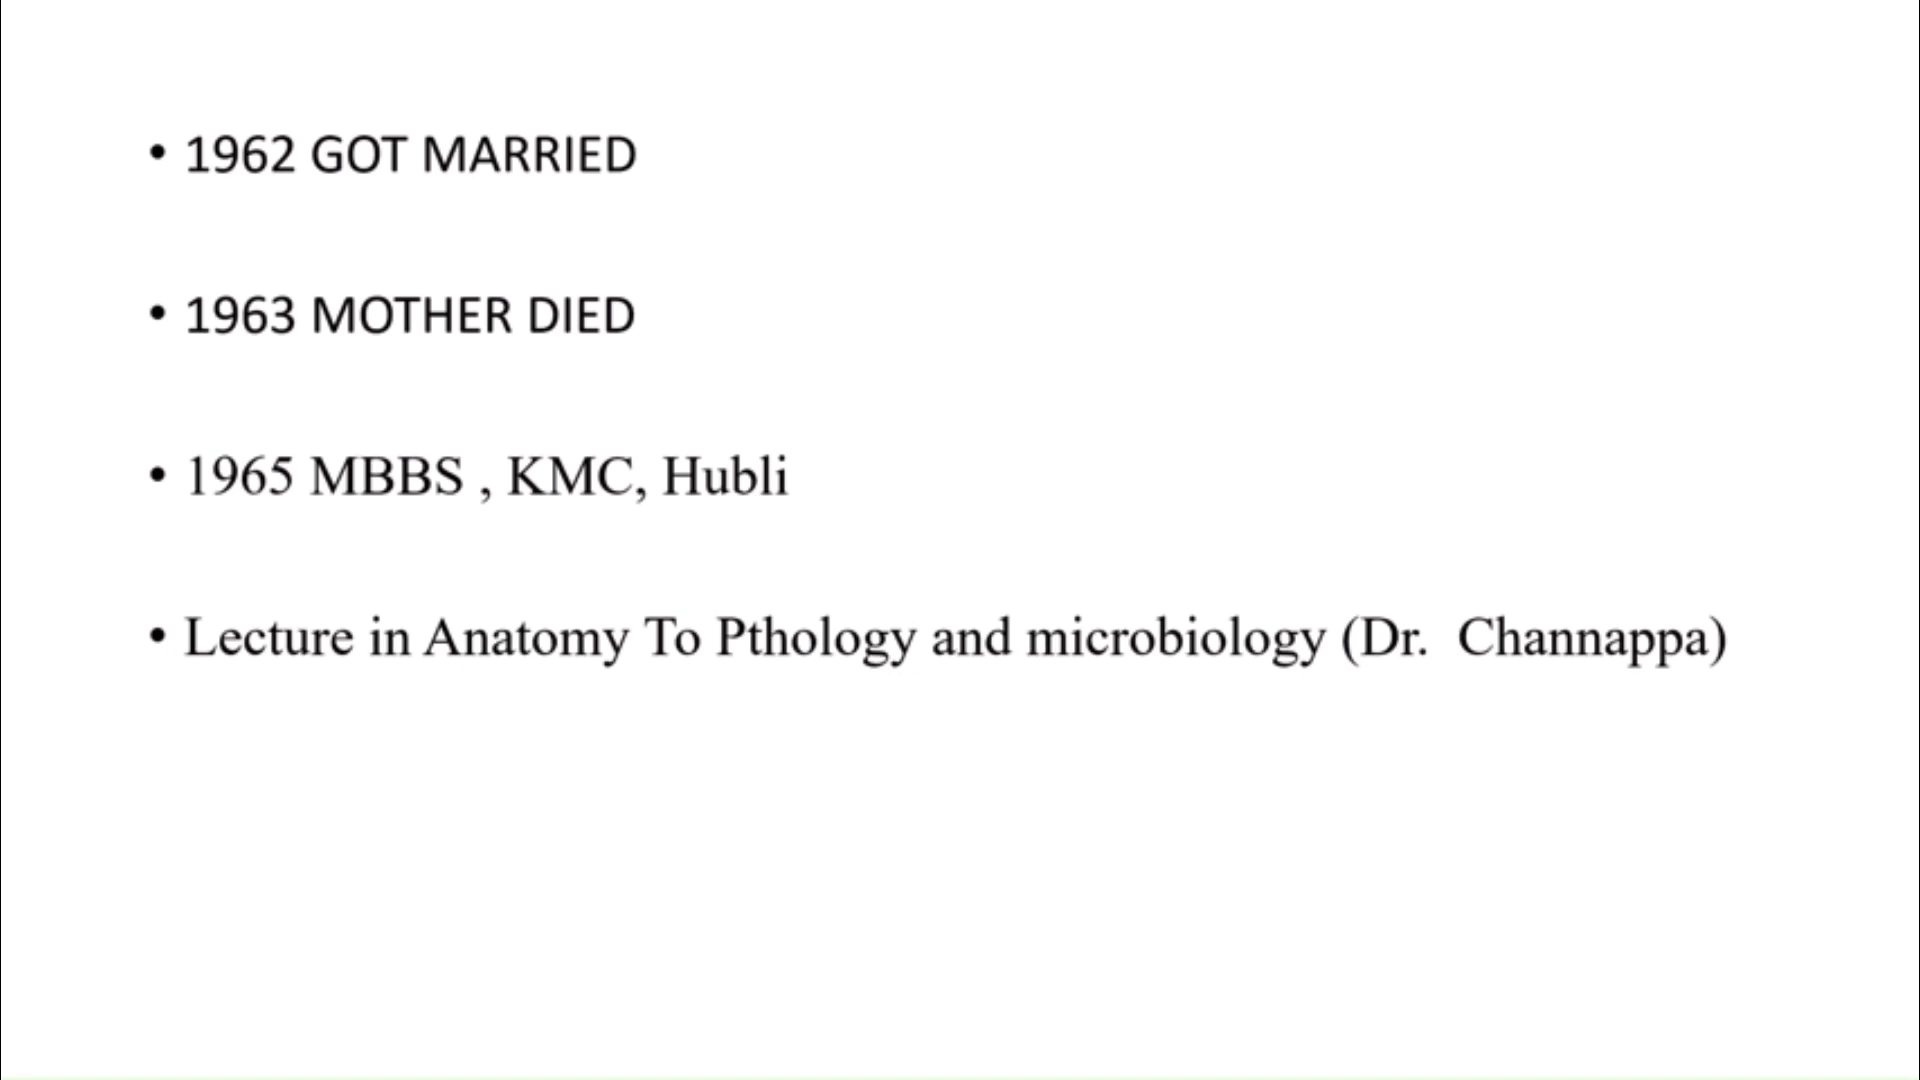 • 1962 GOT MARRIED
• 1963 MOTHER DIED
• 1965 MBBS , KMC, Hubli
• Lecture in Anatomy To Pthology and microbiology (Dr.  Channappa)